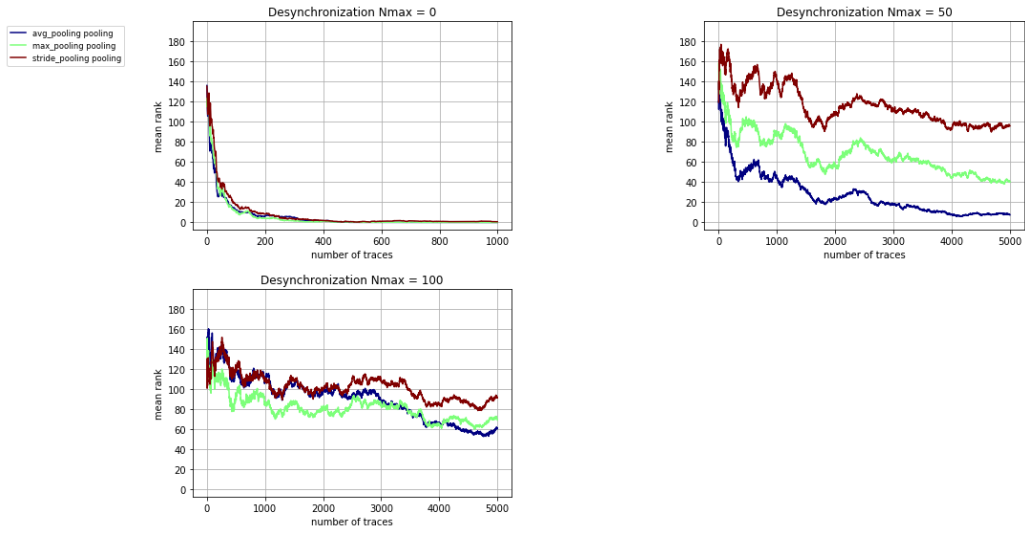 avg_pooling pooling
max_pooling pooling
stride_pooling pooling
Desynchronization Nmax = 0
mean rank
180
160
140
120
100
80
60
40
20
0
0 200 400 600 800 1000
number of traces
Desynchronization Nmax = 50
mean rank
180
160
140
120
100
80
60
40
20
0
0 1000 2000 3000 4000 5000
number of traces
Desynchronization Nmax = 100
mean rank
180
160
140
120
100
80
60
40
20
0
0 1000 2000 3000 4000 5000
number of traces